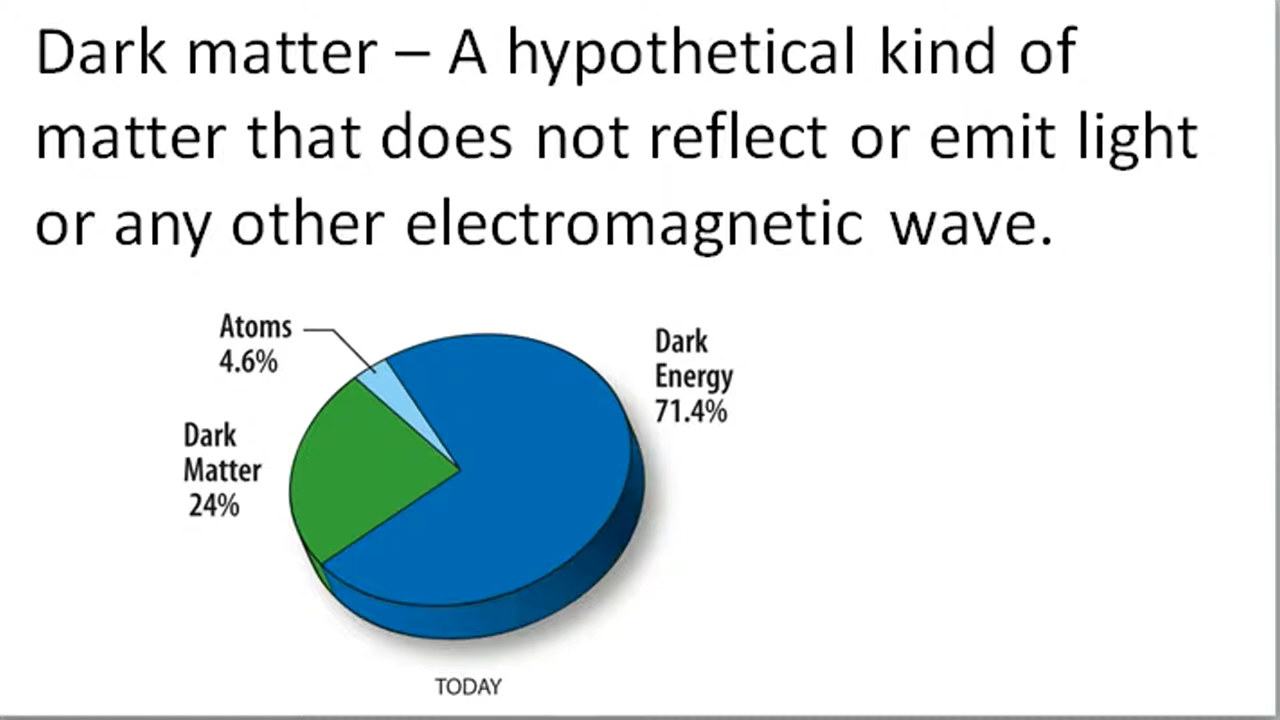 Dark matter – A hypothetical kind of
matter that does not reflect or emit light
or any other electromagnetic wave.
Atoms
4.6%
Dark
Energy
71.4%
Dark
Matter
24%
TODAY